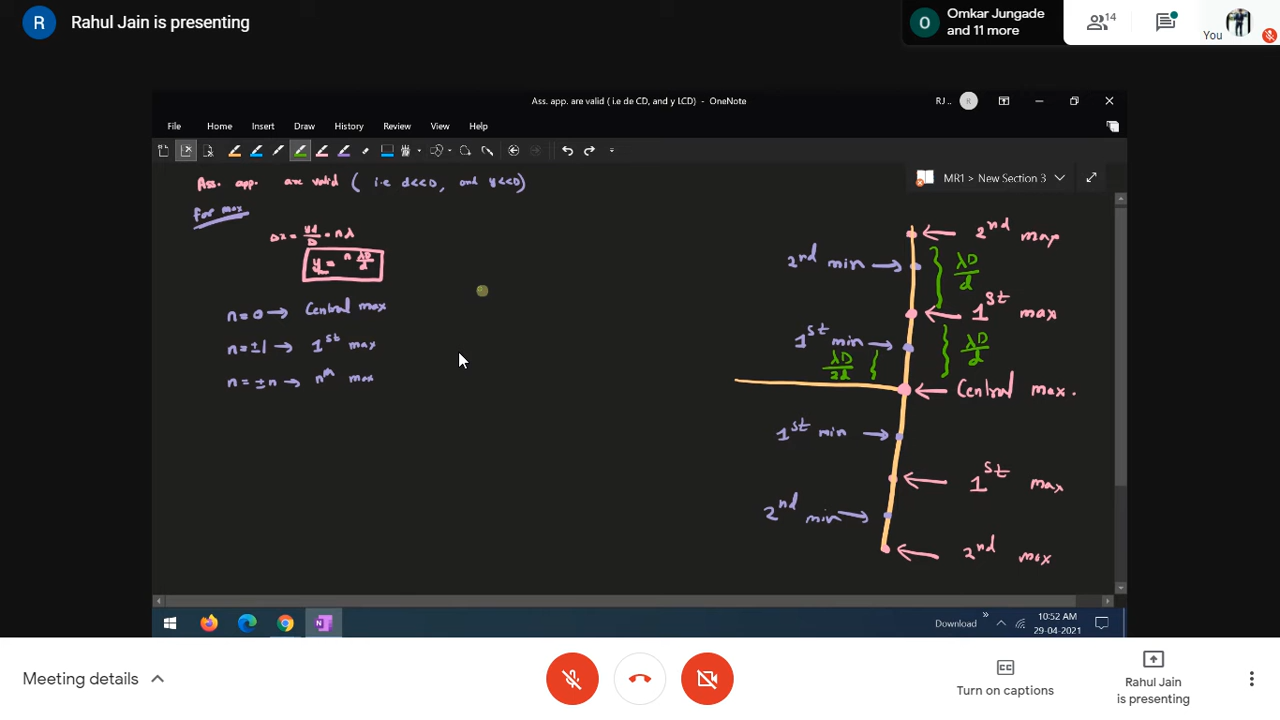 R Rahul Jain is presenting
O Omkar Jungade
and 11 more
14
You
Ass. app. are valid ( i.e de CD, and y LCD) - OneNote
RJ ..
R
File Home Insert Draw History Review View Help
MR1 > New Section 3
Ass. app. are valid ( i.e d<<D, and y<<D)
For max
Δx = yd/D = nλ
y = nλD/d
n=0 → Central max
n=±1 → 1st max
n=±n → nth max
2nd max
2nd min
λD/d
1st max
1st min
λD/d
λD/2d
Central max.
1st min
1st max
2nd min
2nd max
Download »
10:52 AM
29-04-2021
Meeting details
CC
Turn on captions
Rahul Jain
is presenting